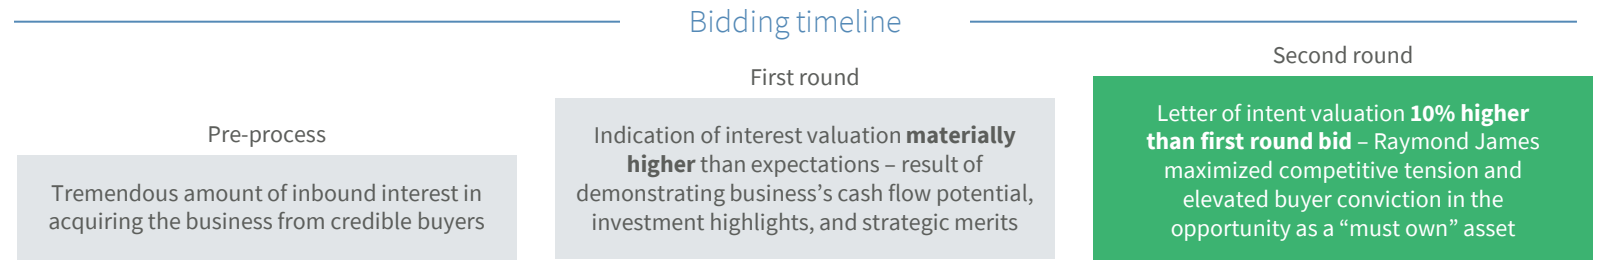 Bidding timeline
Pre-process
Tremendous amount of inbound interest in
acquiring the business from credible buyers
First round
Indication of interest valuation materially
higher than expectations – result of
demonstrating business’s cash flow potential,
investment highlights, and strategic merits
Second round
Letter of intent valuation 10% higher
than first round bid – Raymond James
maximized competitive tension and
elevated buyer conviction in the
opportunity as a “must own” asset